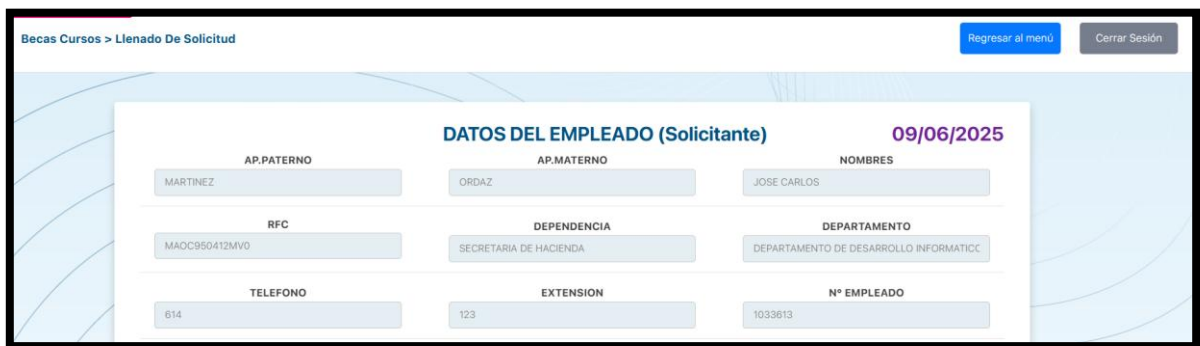 Becas Cursos > Llenado De Solicitud
Regresar al menú
Cerrar Sesión
DATOS DEL EMPLEADO (Solicitante)
09/06/2025
AP.PATERNO
AP.MATERNO
NOMBRES
MARTINEZ
ORDAZ
JOSE CARLOS
RFC
DEPENDENCIA
DEPARTAMENTO
MAOC950412MV0
SECRETARIA DE HACIENDA
DEPARTAMENTO DE DESARROLLO INFORMATICC
TELEFONO
EXTENSION
Nº EMPLEADO
614
123
1033613